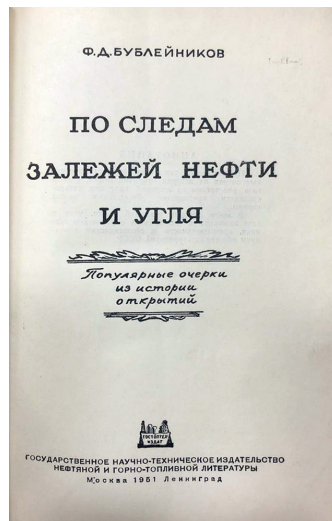 Ф. Д. БУБЛЕЙНИКОВ
ПО СЛЕДАМ
ЗАЛЕЖЕЙ НЕФТИ
И УГЛЯ
Популярные очерки
из истории
открытий
ГОСТОПТЕХ
ИЗДАТ
ГОСУДАРСТВЕННОЕ НАУЧНО-ТЕХНИЧЕСКОЕ ИЗДАТЕЛЬСТВО
НЕФТЯНОЙ И ГОРНО-ТОПЛИВНОЙ ЛИТЕРАТУРЫ
Москва 1951 Ленинград